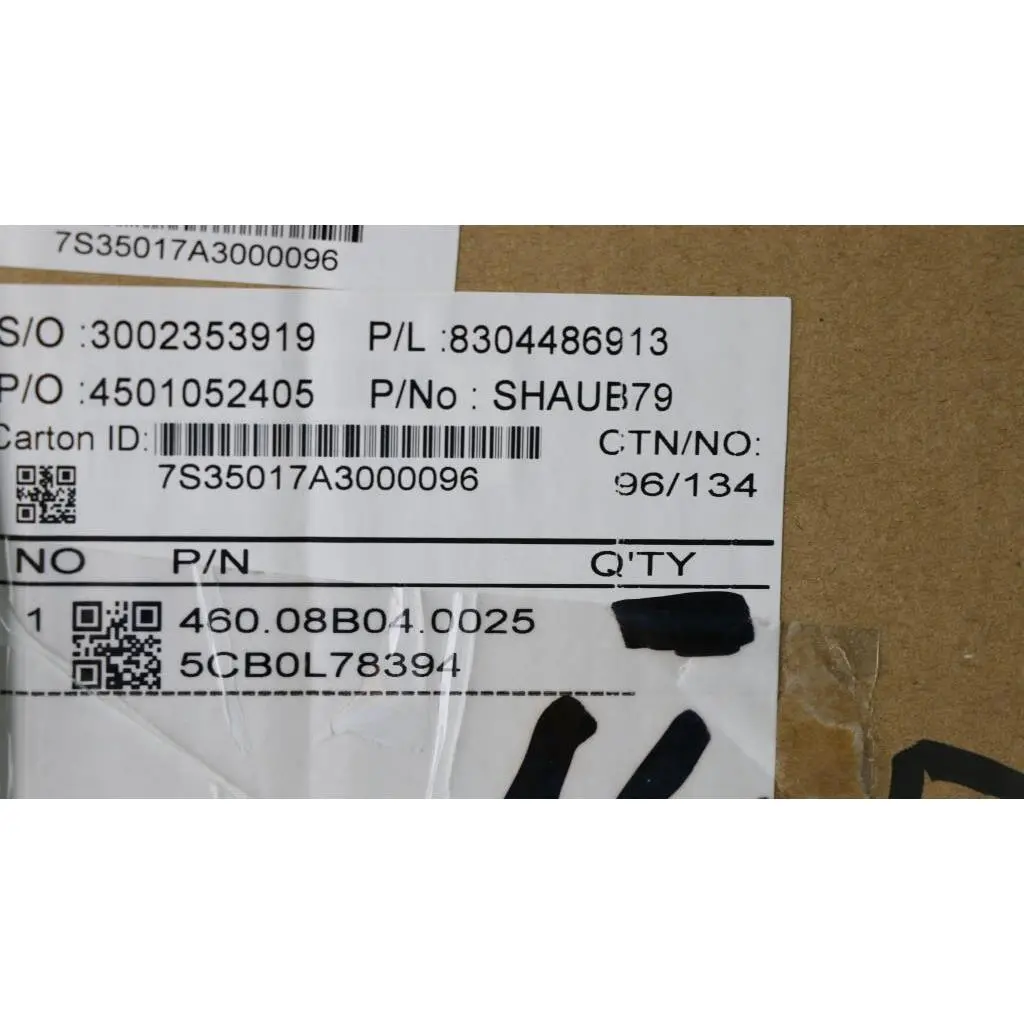 7S35017A3000096
S/O :3002353919 P/L :8304486913
P/O :4501052405 P/No : SHAUB79
Carton ID: CTN/NO:
7S35017A3000096 96/134
NO P/N Q'TY
1 460.08B04.0025
5CB0L78394